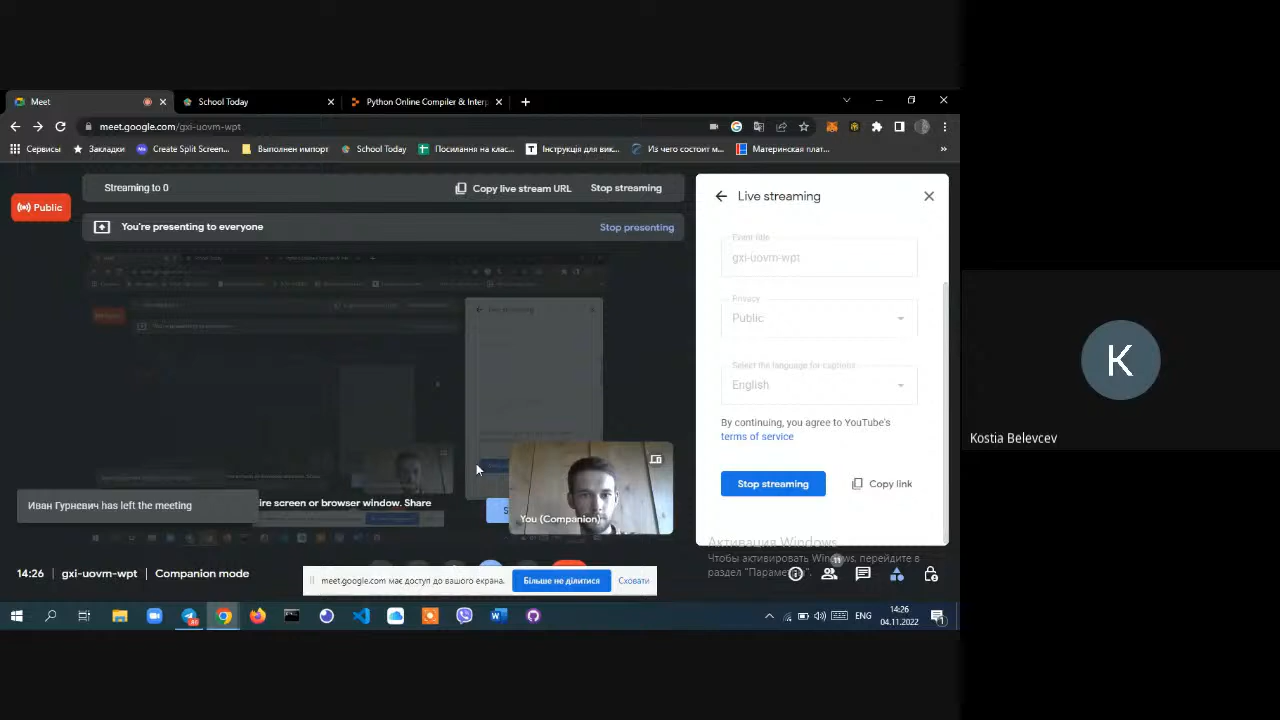 Meet
School Today
Python Online Compiler & Interp
meet.google.com/gxi-uovm-wpt
Сервисы
Закладки
Create Split Screen...
Выполнен импорт
School Today
Посилання на клас...
Інструкція для вик...
Из чего состоит м...
Материнская плат...
»
Public
Streaming to 0
Copy live stream URL
Stop streaming
You're presenting to everyone
Stop presenting
Live streaming
Event title
gxi-uovm-wpt
Privacy
Public
Select the language for captions
English
By continuing, you agree to YouTube's
terms of service
Stop streaming
Copy link
Иван Гурневич has left the meeting
ire screen or browser window. Share
You (Companion)
K
Kostia Belevcev
Активация Windows
Чтобы активировать Windows, перейдите в
раздел "Параме
11
14:26
gxi-uovm-wpt
Companion mode
meet.google.com має доступ до вашого екрана.
Більше не ділитися
Сховати
ENG
14:26
04.11.2022
1